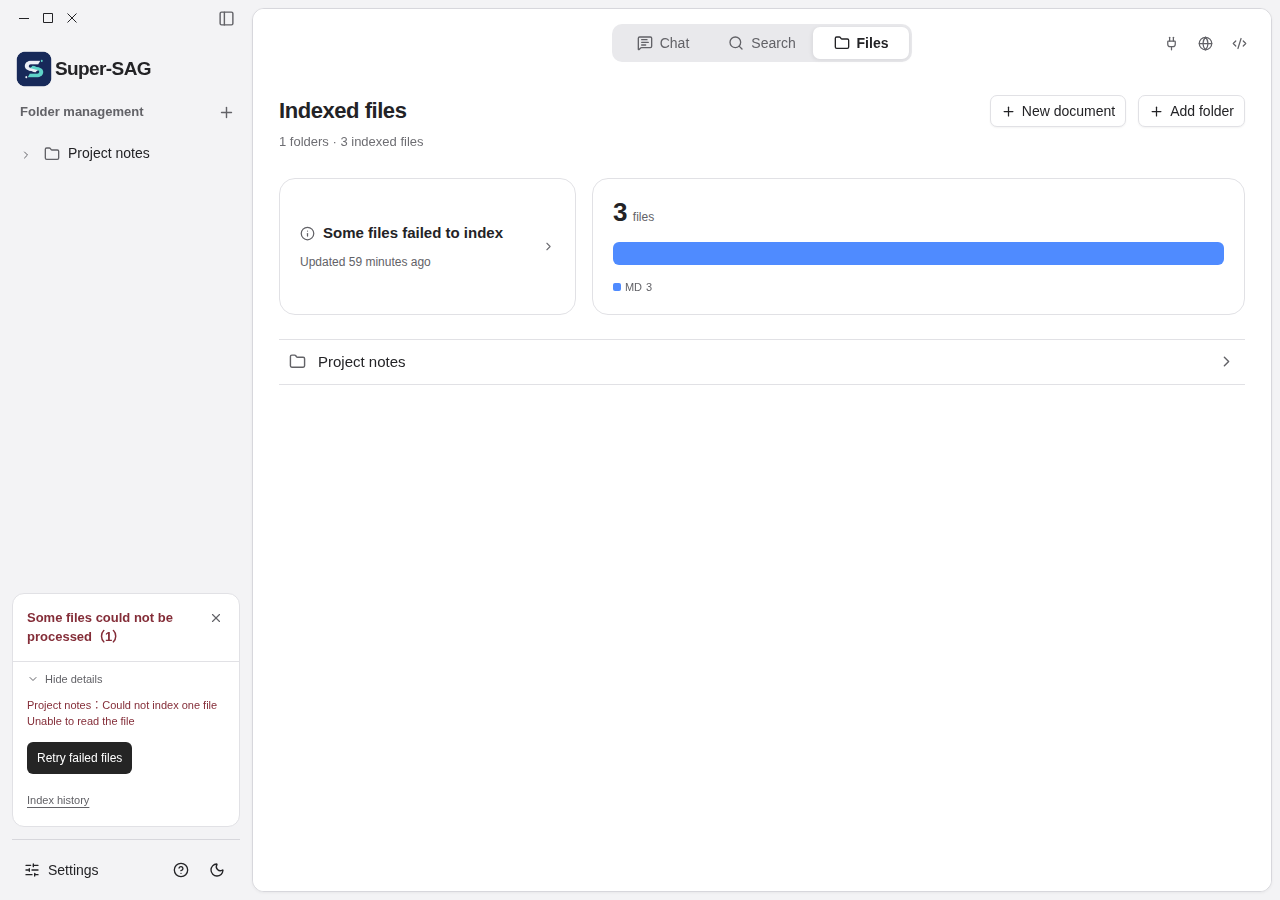 Super-SAG
Folder management
Project notes
Some files could not be
processed（1）
Hide details
Project notes：Could not index one file
Unable to read the file
Retry failed files
Index history
Settings
Chat
Search
Files
Indexed files
New document
Add folder
1 folders · 3 indexed files
Some files failed to index
Updated 59 minutes ago
3 files
MD 3
Project notes